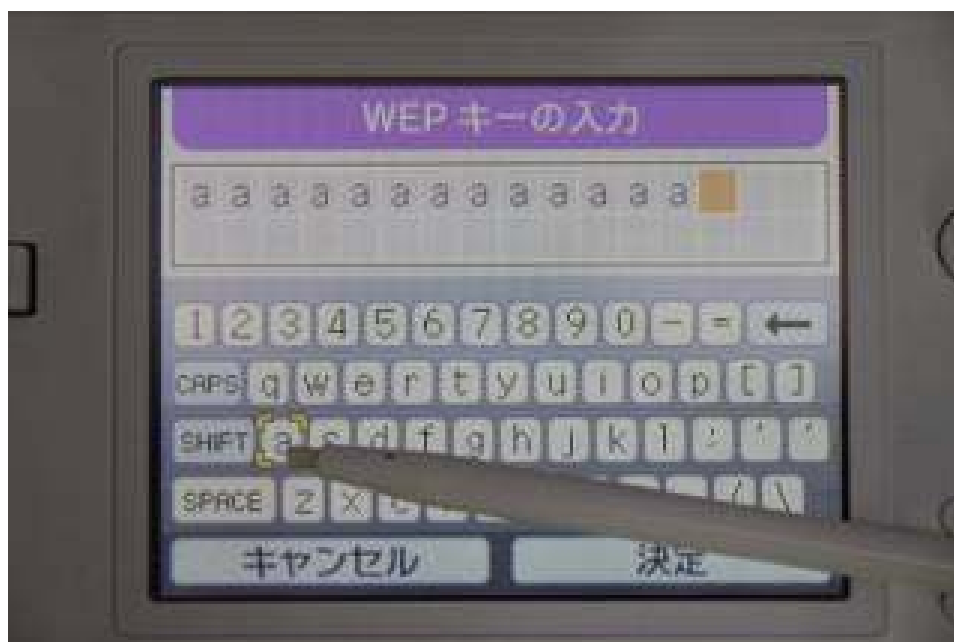 WEP キーの入力
a a a a a a a a a a a a a
1 2 3 4 5 6 7 8 9 0 - = ←
CAPS q w e r t y u i o p [ ]
SHIFT a s d f g h j k l ;
SPACE z x c \
キャンセル 決定